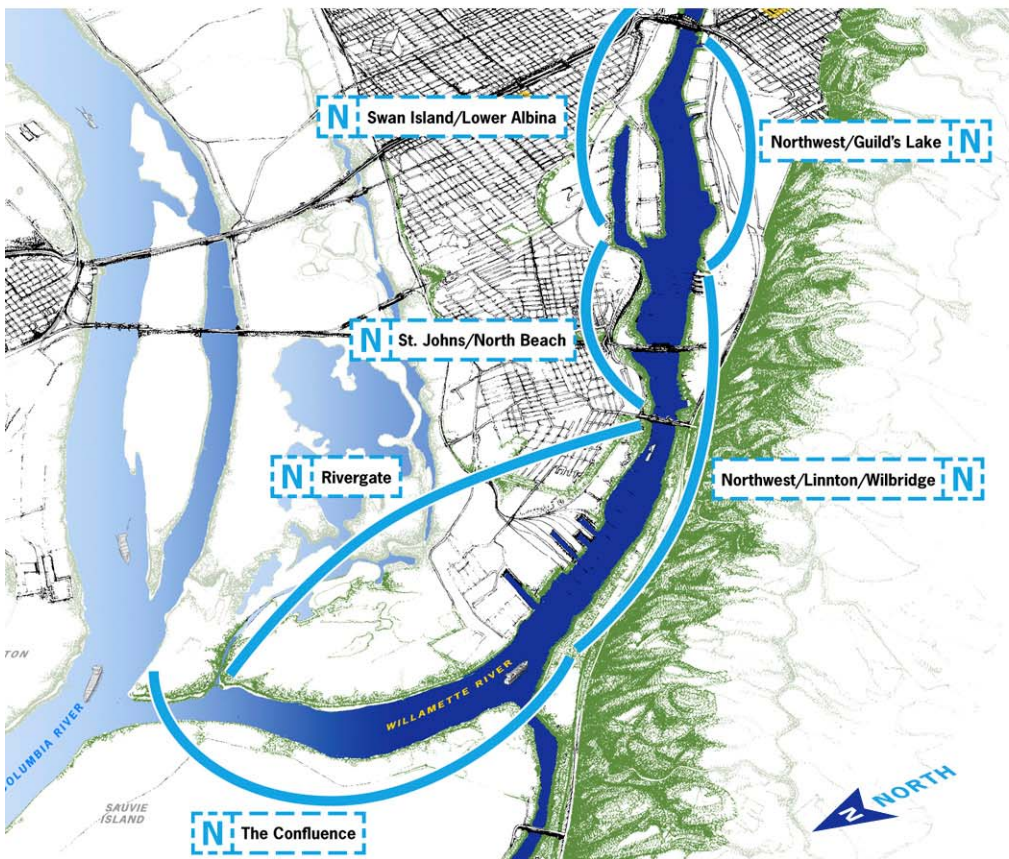 N Swan Island/Lower Albina
Northwest/Guild's Lake N
N St. Johns/North Beach
N Rivergate
Northwest/Linnton/Wilbridge N
WILLAMETTE RIVER
COLUMBIA RIVER
SAUVIE
ISLAND
N NORTH
N The Confluence